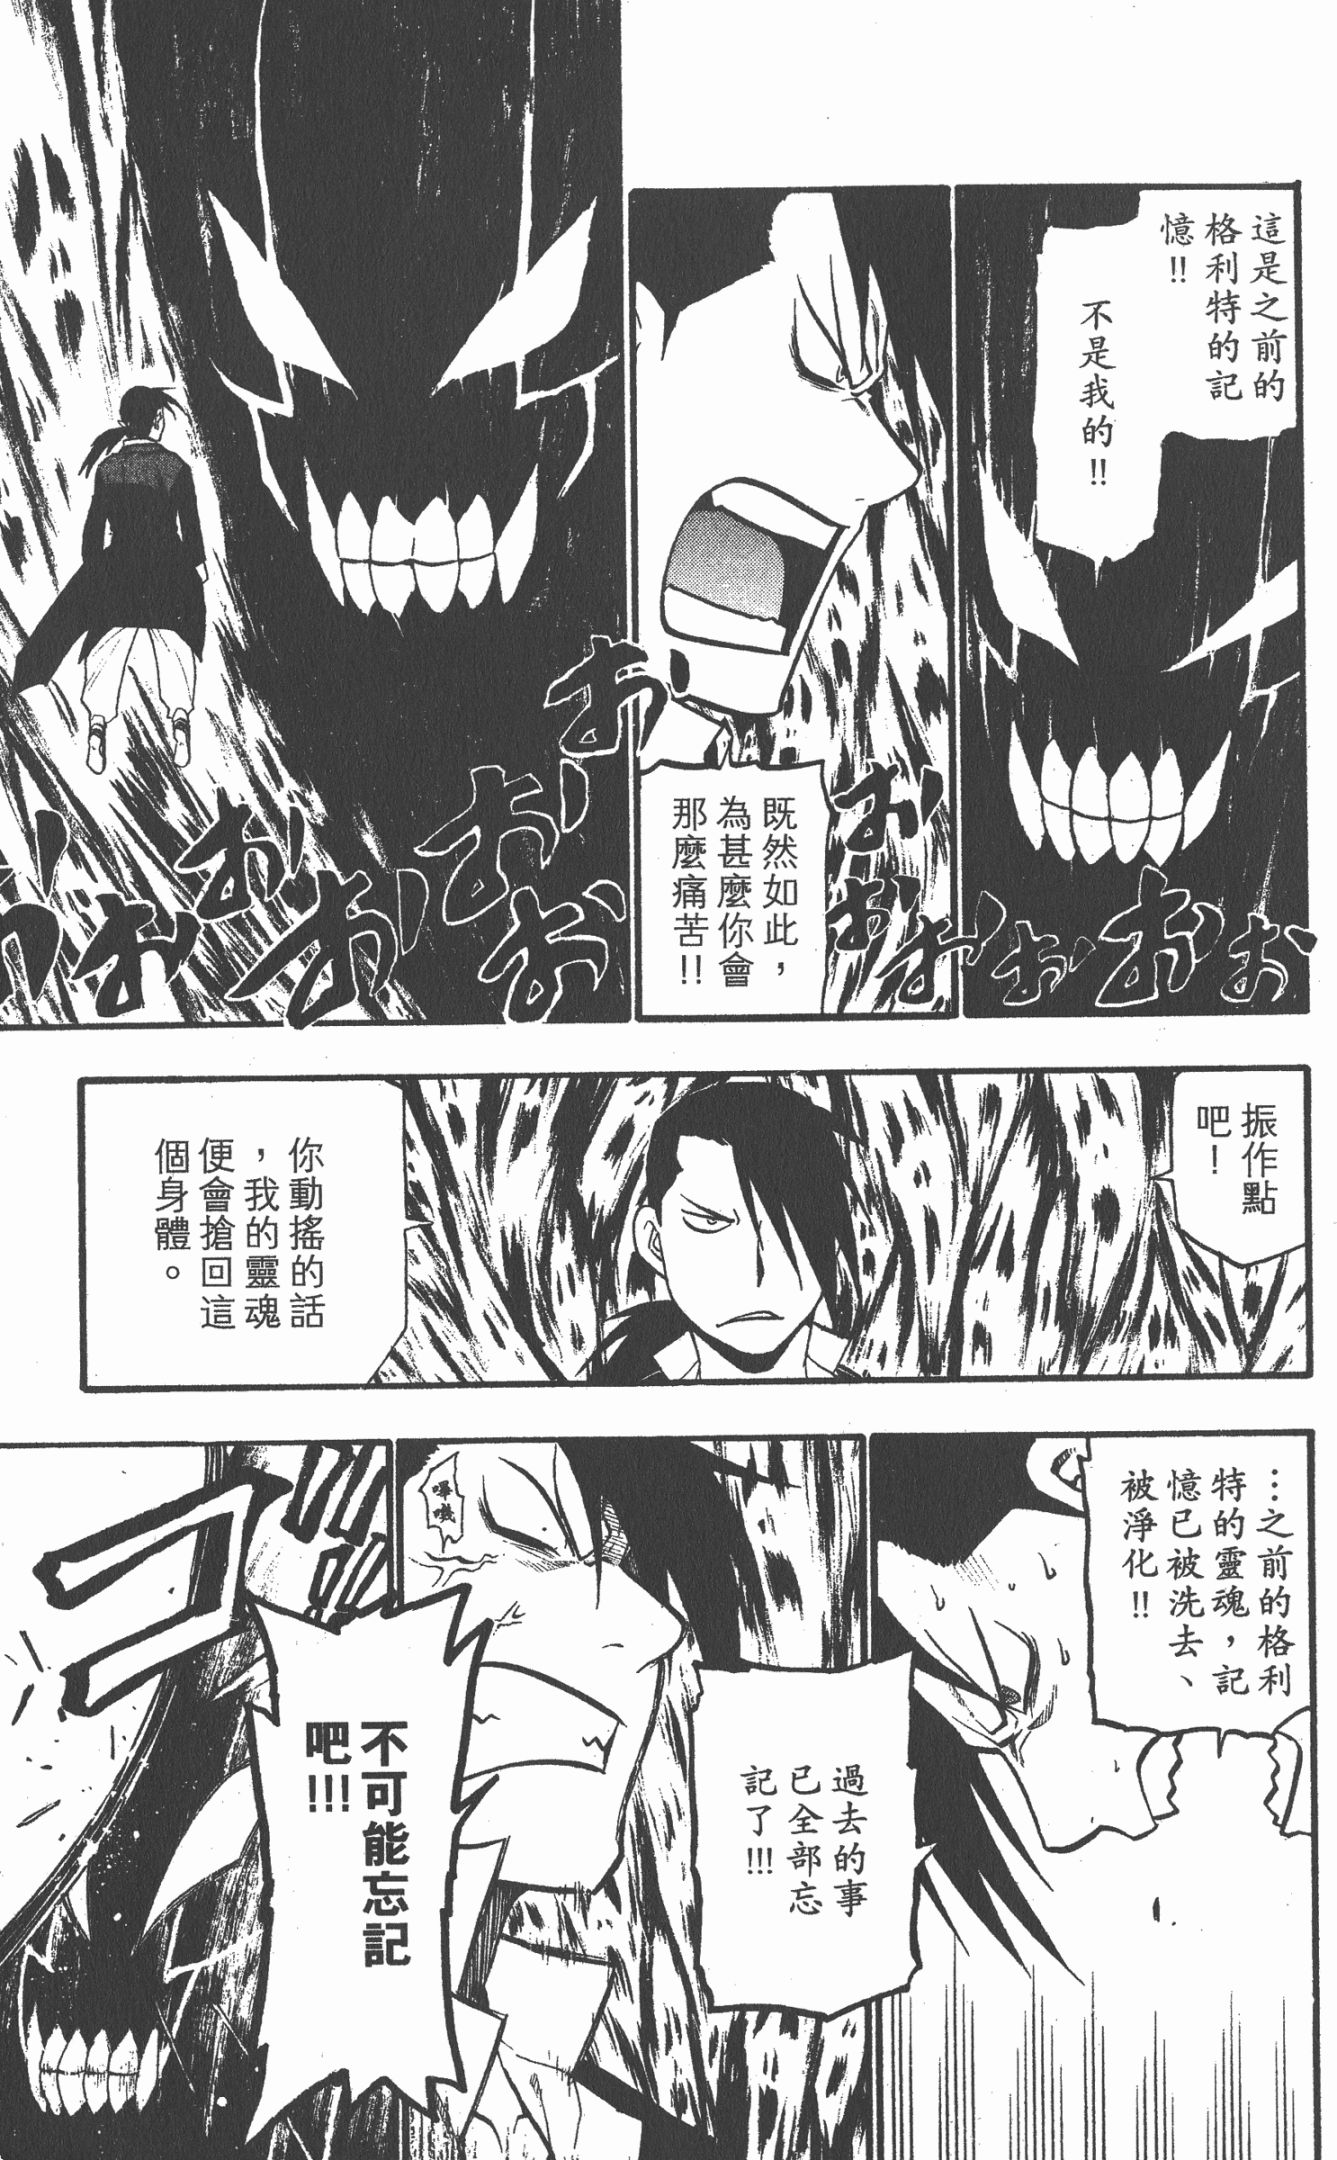 這是之前的
格利特的記
憶!!
不是我的!!
おおおおお
既然如此，
為甚麼你會
那麼痛苦!!
おおお
おおおおおお
振作點
吧!
你動搖的話
，我的靈魂
便會搶回這
個身體。
…之前的格利
特的靈魂，記
憶已被洗去、
被淨化!!
過去的事
已全部忘
記了!!!
嗶嘰
不可能忘記
吧!!!